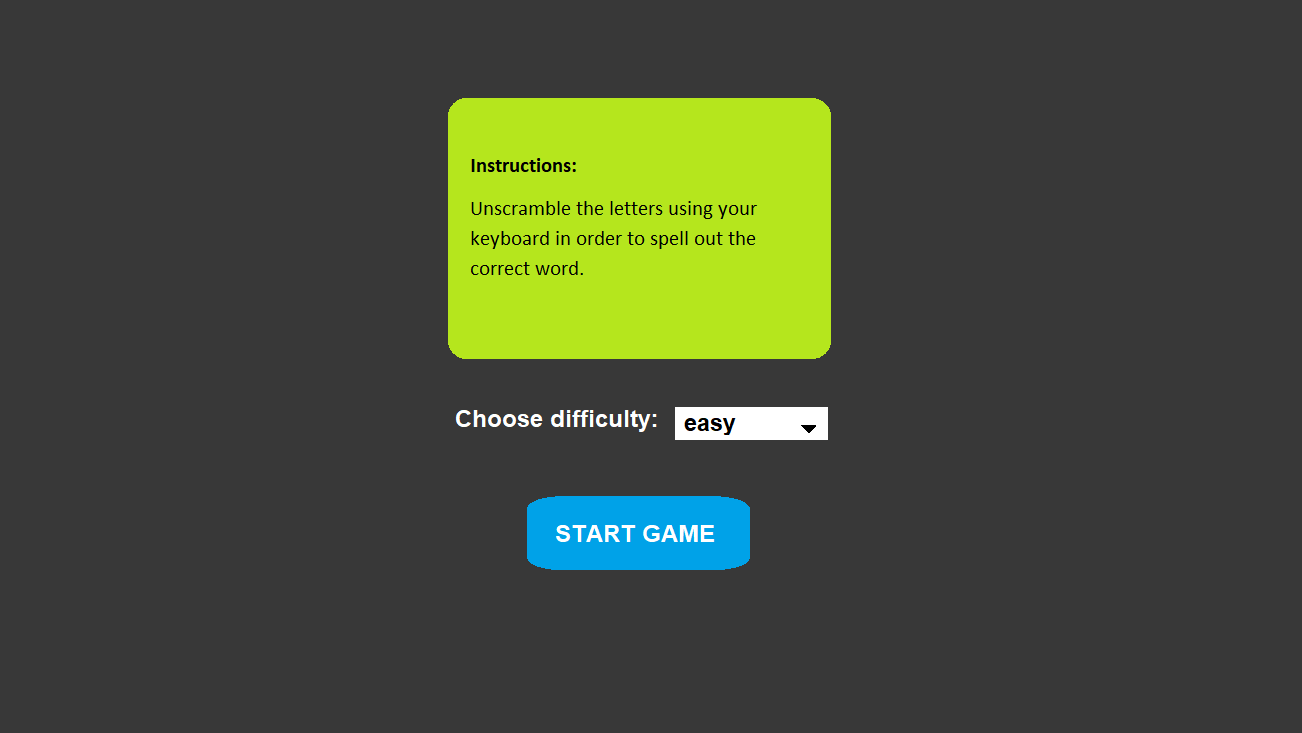 Instructions:
Unscramble the letters using your
keyboard in order to spell out the
correct word.
Choose difficulty: easy
START GAME